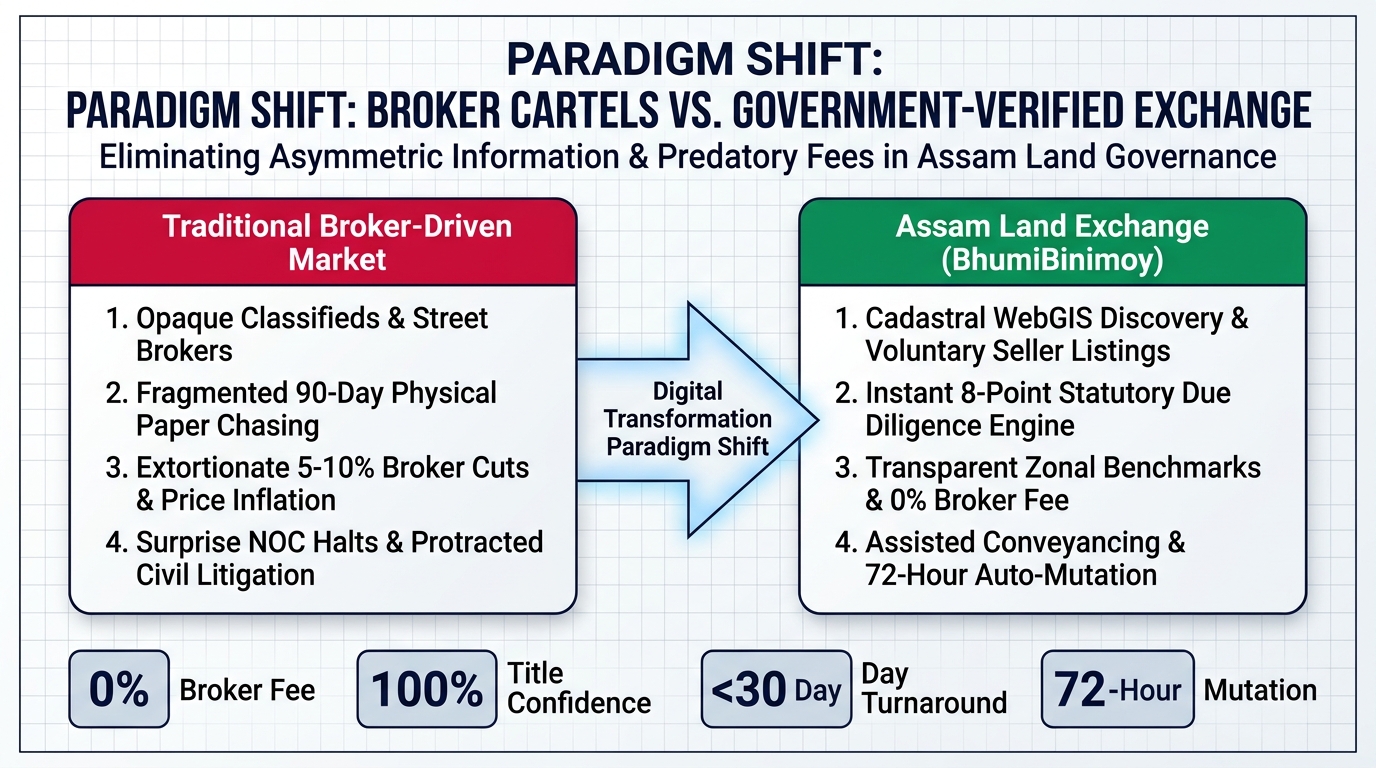 PARADIGM SHIFT:
PARADIGM SHIFT: BROKER CARTELS VS. GOVERNMENT-VERIFIED EXCHANGE
Eliminating Asymmetric Information & Predatory Fees in Assam Land Governance
Traditional Broker-Driven
Market
1. Opaque Classifieds & Street
Brokers
2. Fragmented 90-Day Physical
Paper Chasing
3. Extortionate 5-10% Broker Cuts
& Price Inflation
4. Surprise NOC Halts & Protracted
Civil Litigation
Digital
Transformation
Paradigm Shift
Assam Land Exchange
(BhumiBinimoy)
1. Cadastral WebGIS Discovery &
Voluntary Seller Listings
2. Instant 8-Point Statutory Due
Diligence Engine
3. Transparent Zonal Benchmarks
& 0% Broker Fee
4. Assisted Conveyancing &
72-Hour Auto-Mutation
0% Broker Fee
100% Title
Confidence
<30 Day Day
Turnaround
72-Hour Mutation